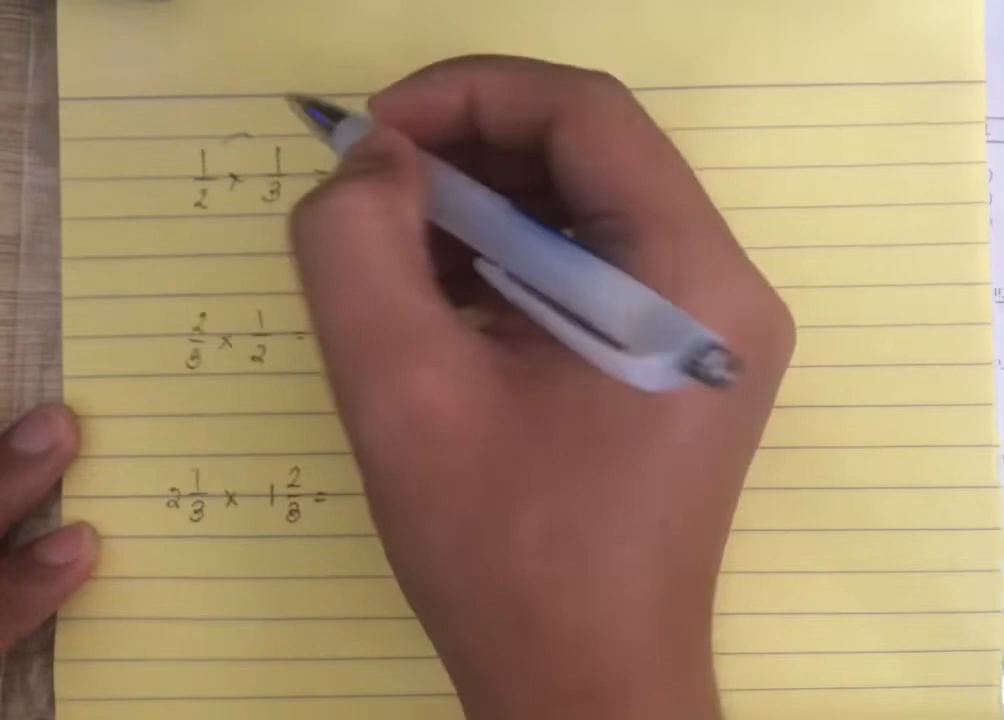 1/2 × 1/3 =
2/3 × 1/2 =
2 1/3 × 1 2/3 =